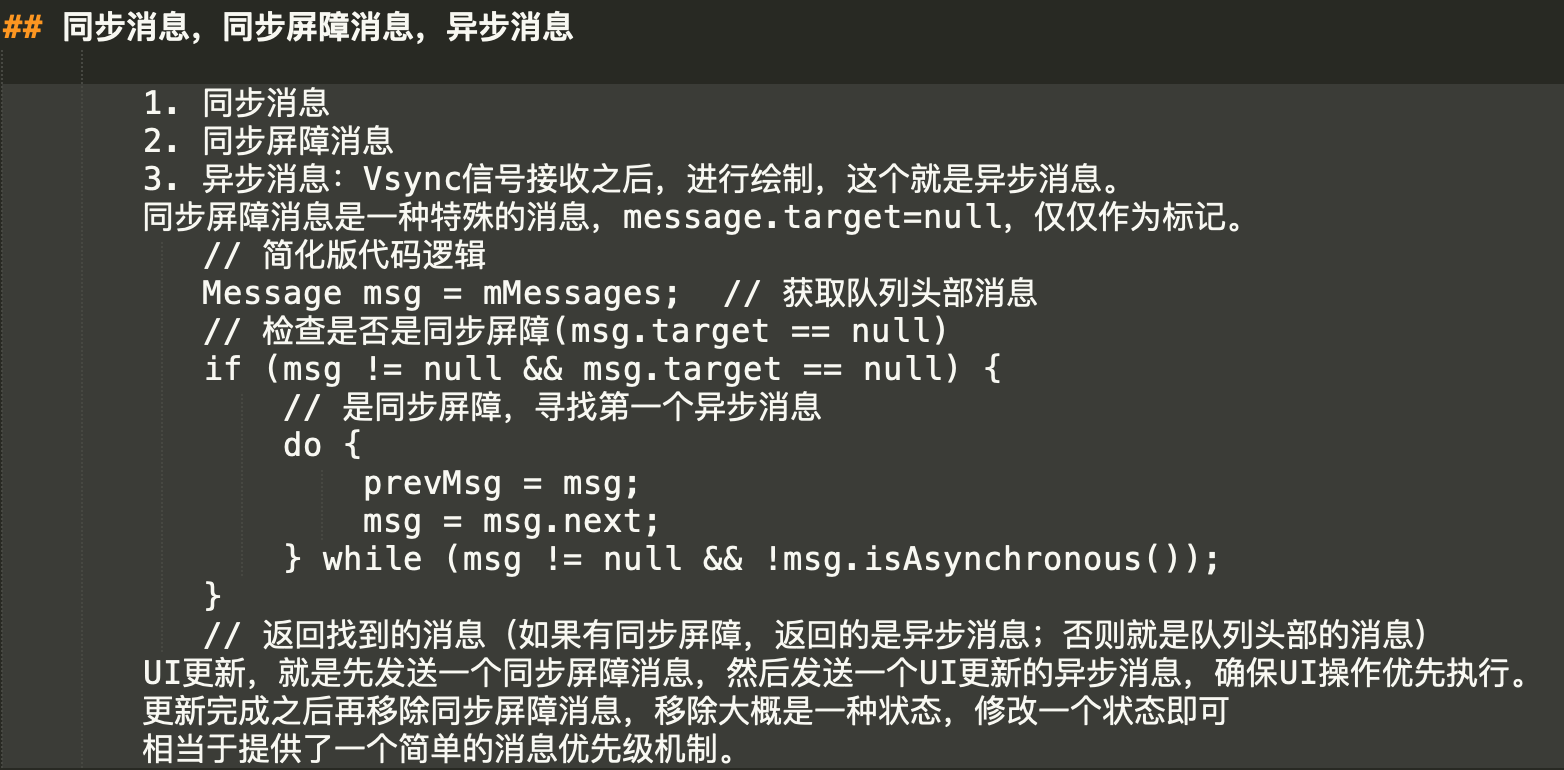 ## 同步消息，同步屏障消息，异步消息
1. 同步消息
2. 同步屏障消息
3. 异步消息：Vsync信号接收之后，进行绘制，这个就是异步消息。
同步屏障消息是一种特殊的消息，message.target=null，仅仅作为标记。
// 简化版代码逻辑
Message msg = mMessages;  // 获取队列头部消息
// 检查是否是同步屏障(msg.target == null)
if (msg != null && msg.target == null) {
// 是同步屏障，寻找第一个异步消息
do {
prevMsg = msg;
msg = msg.next;
} while (msg != null && !msg.isAsynchronous());
}
// 返回找到的消息（如果有同步屏障，返回的是异步消息；否则就是队列头部的消息）
UI更新，就是先发送一个同步屏障消息，然后发送一个UI更新的异步消息，确保UI操作优先执行。
更新完成之后再移除同步屏障消息，移除大概是一种状态，修改一个状态即可
相当于提供了一个简单的消息优先级机制。